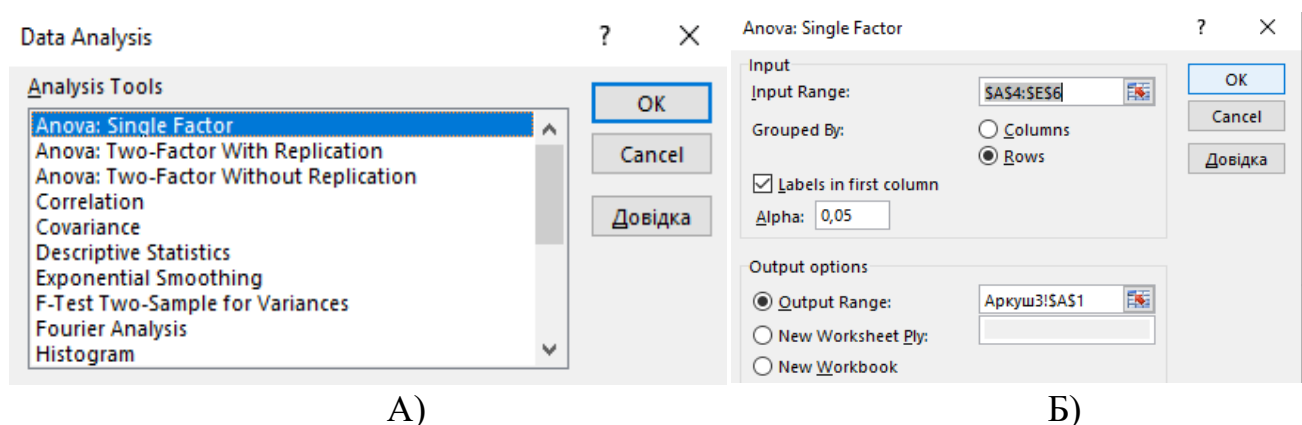 Data Analysis ? ×
Analysis Tools
Anova: Single Factor
Anova: Two-Factor With Replication
Anova: Two-Factor Without Replication
Correlation
Covariance
Descriptive Statistics
Exponential Smoothing
F-Test Two-Sample for Variances
Fourier Analysis
Histogram
OK
Cancel
Довідка
А)
Anova: Single Factor ? ×
Input
Input Range: $A$4:$E$6
Grouped By: Columns
Rows
Labels in first column
Alpha: 0,05
Output options
Output Range: Аркуш3!$A$1
New Worksheet Ply:
New Workbook
OK
Cancel
Довідка
Б)